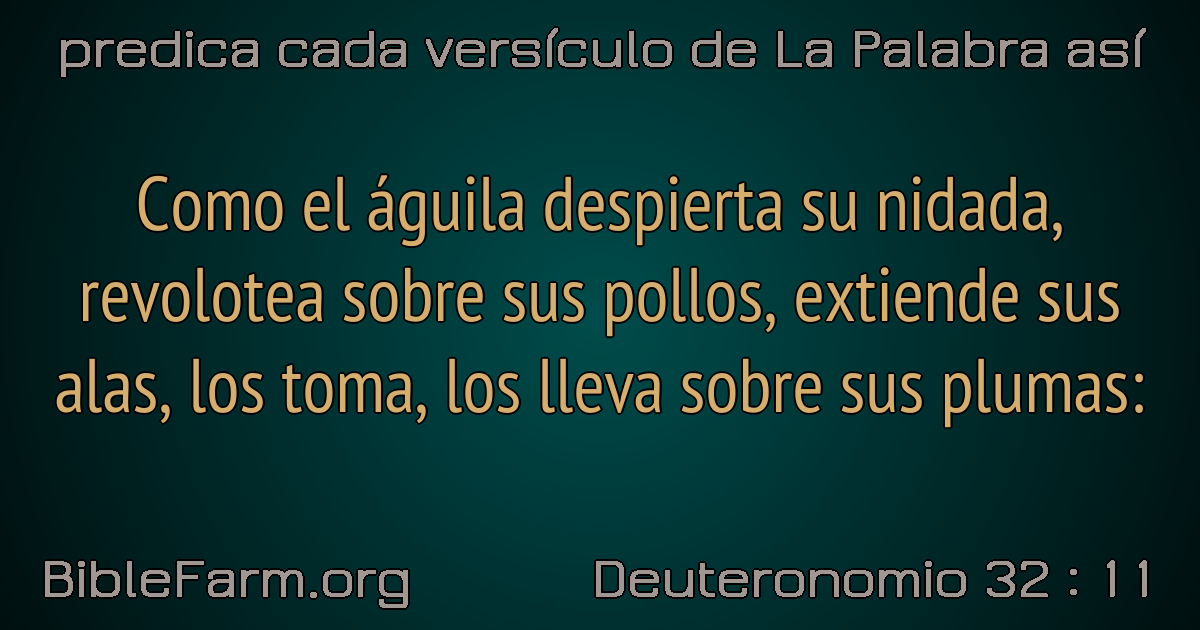 predica cada versículo de La Palabra así
Como el águila despierta su nidada,
revolotea sobre sus pollos, extiende sus
alas, los toma, los lleva sobre sus plumas:
BibleFarm.org
Deuteronomio 32 : 11